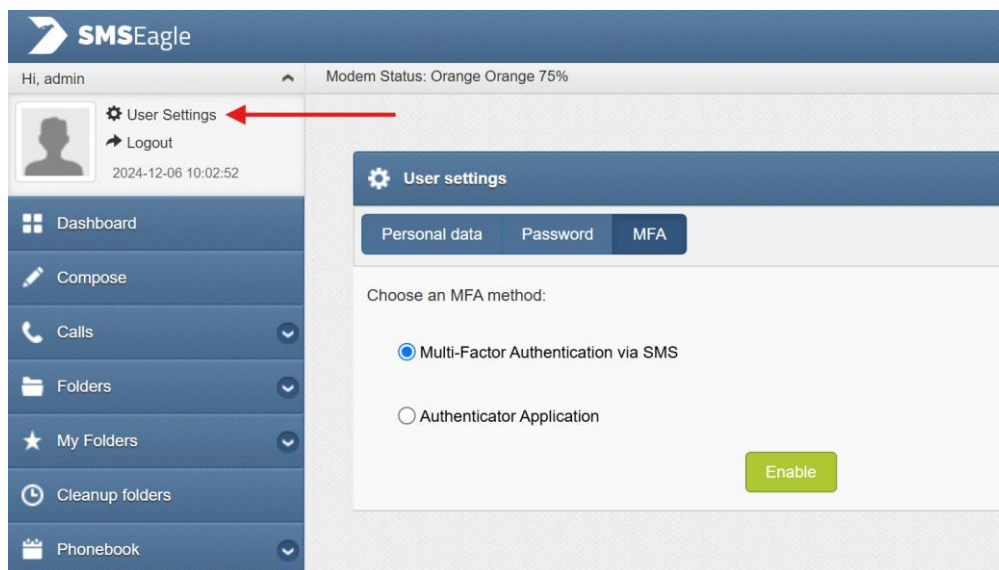 SMSEagle
Hi, admin
Modem Status: Orange Orange 75%
User Settings
Logout
2024-12-06 10:02:52
Dashboard
Compose
Calls
Folders
My Folders
Cleanup folders
Phonebook
User settings
Personal data Password MFA
Choose an MFA method:
Multi-Factor Authentication via SMS
Authenticator Application
Enable